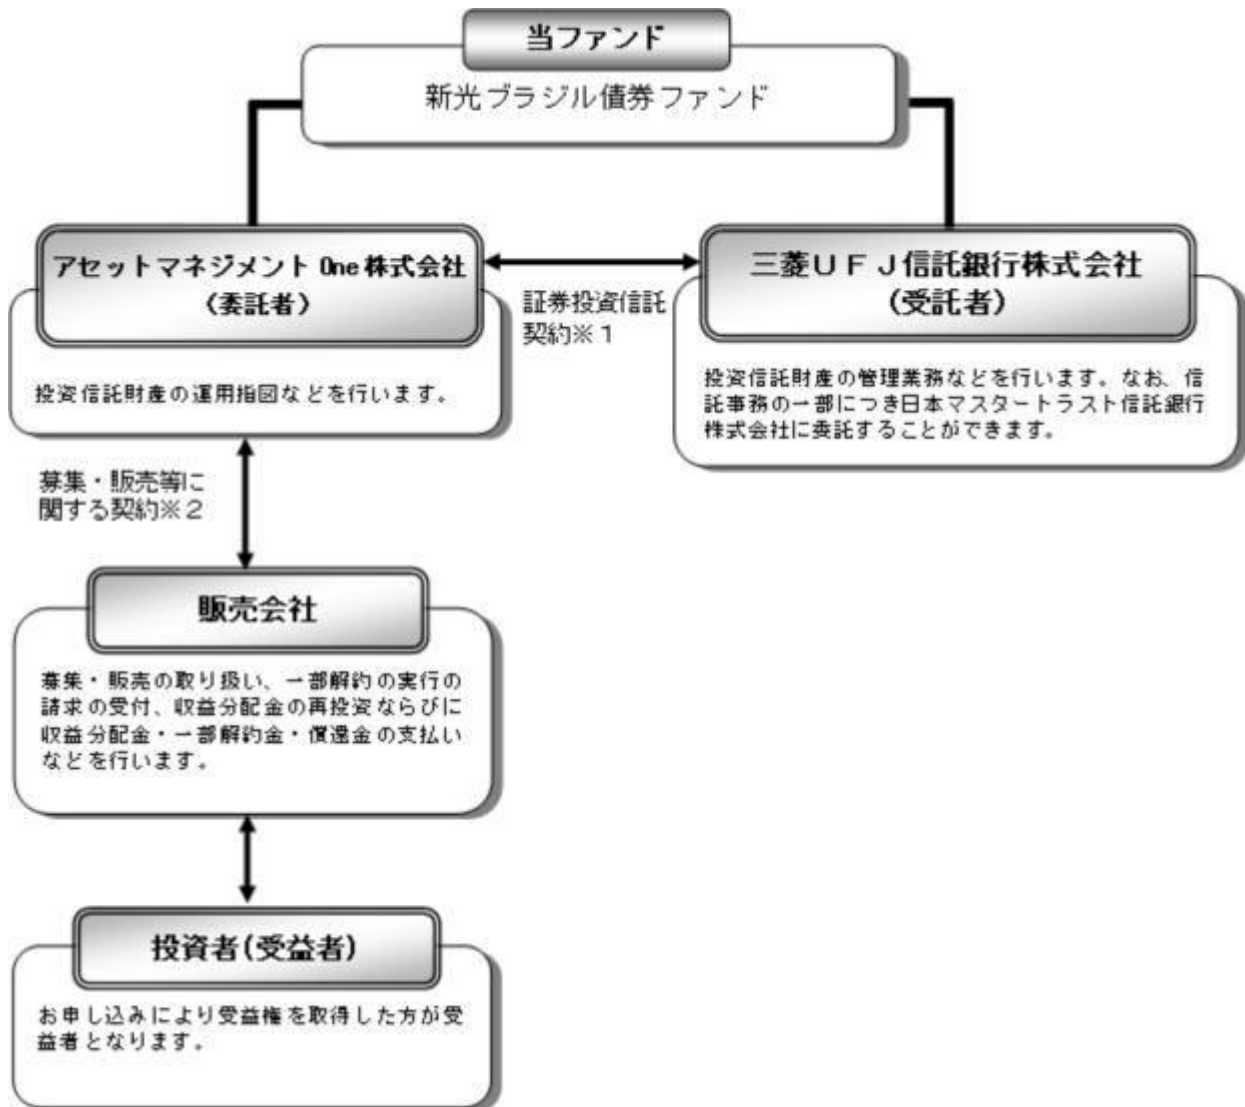 当ファンド
新光ブラジル債券ファンド
アセットマネジメント One 株式会社
（委託者）
投資信託財産の運用指図などを行います。
証券投資信託
契約※１
三菱ＵＦＪ信託銀行株式会社
（受託者）
投資信託財産の管理業務などを行います。なお、信
託事務の一部につき日本マスタートラスト信託銀行
株式会社に委託することができます。
募集・販売等に
関する契約※２
販売会社
募集・販売の取り扱い、一部解約の実行の
請求の受付、収益分配金の再投資ならびに
収益分配金・一部解約金・償還金の支払い
などを行います。
投資者(受益者)
お申し込みにより受益権を取得した方が受
益者となります。